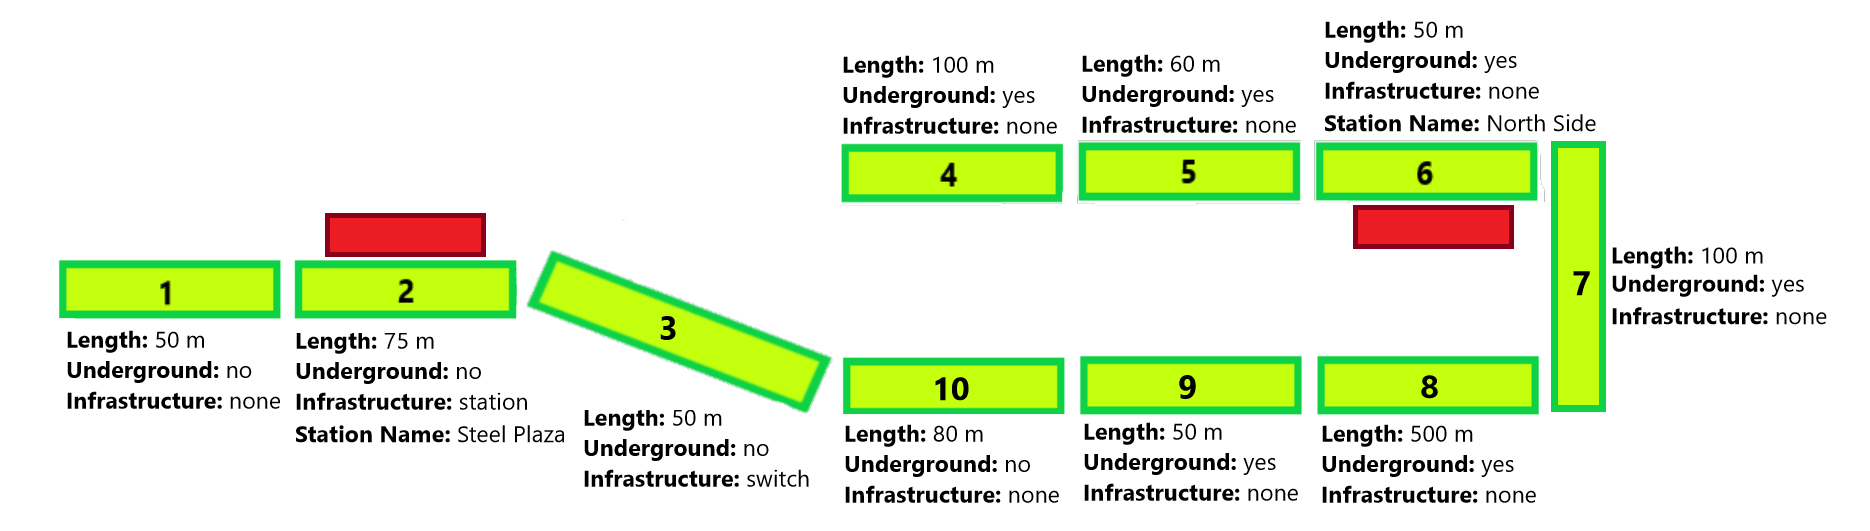 Length: 50 m
Underground: yes
Infrastructure: none
Station Name: North Side
Length: 100 m
Underground: yes
Infrastructure: none
Length: 60 m
Underground: yes
Infrastructure: none
4
5
6
7
Length: 100 m
Underground: yes
Infrastructure: none
1
2
3
Length: 50 m
Underground: no
Infrastructure: none
Length: 75 m
Underground: no
Infrastructure: station
Station Name: Steel Plaza
Length: 50 m
Underground: no
Infrastructure: switch
10
9
8
Length: 80 m
Underground: no
Infrastructure: none
Length: 50 m
Underground: yes
Infrastructure: none
Length: 500 m
Underground: yes
Infrastructure: none